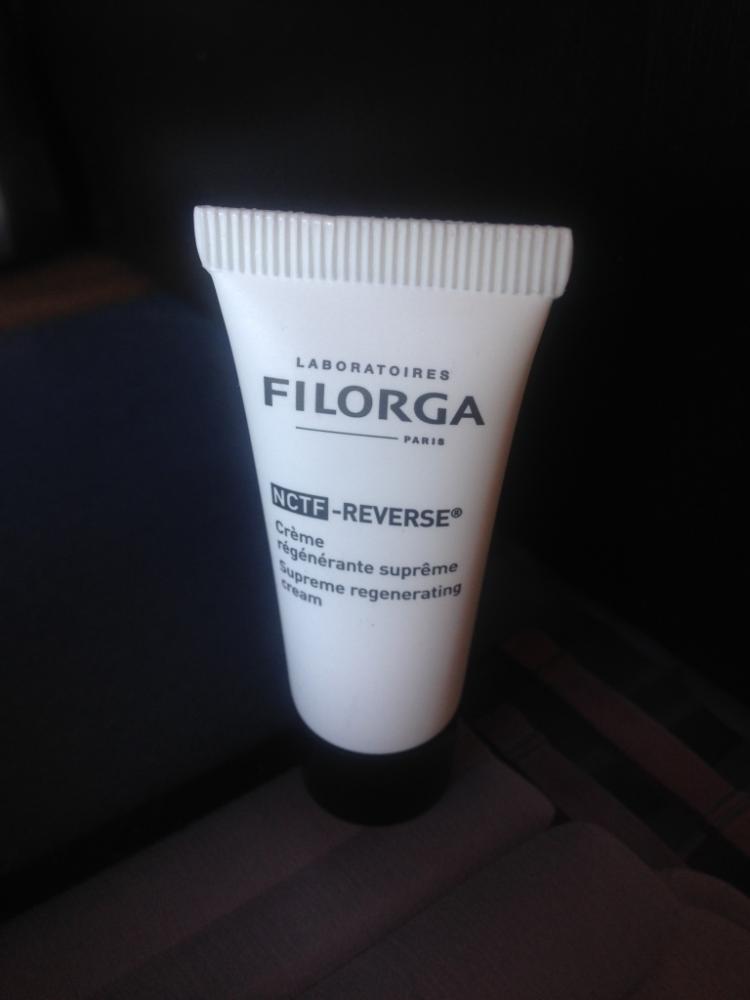 LABORATOIRES
FILORGA
PARIS
NCTF-REVERSE®
Crème
régénérante suprême
Supreme regenerating
cream